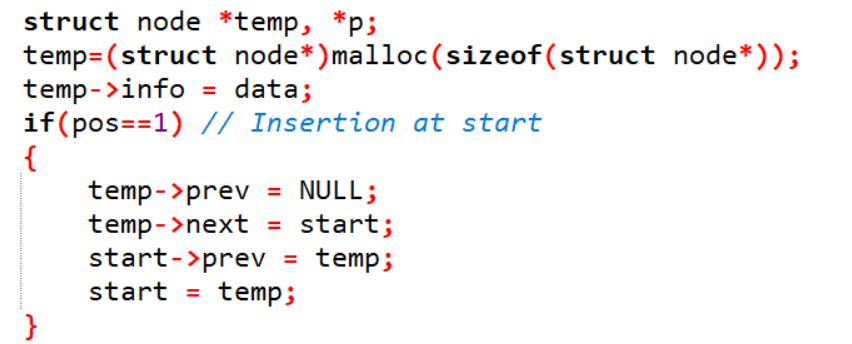 struct node *temp, *p;
temp=(struct node*)malloc(sizeof(struct node*));
temp->info = data;
if(pos==1) // Insertion at start
{
    temp->prev = NULL;
    temp->next = start;
    start->prev = temp;
    start = temp;
}